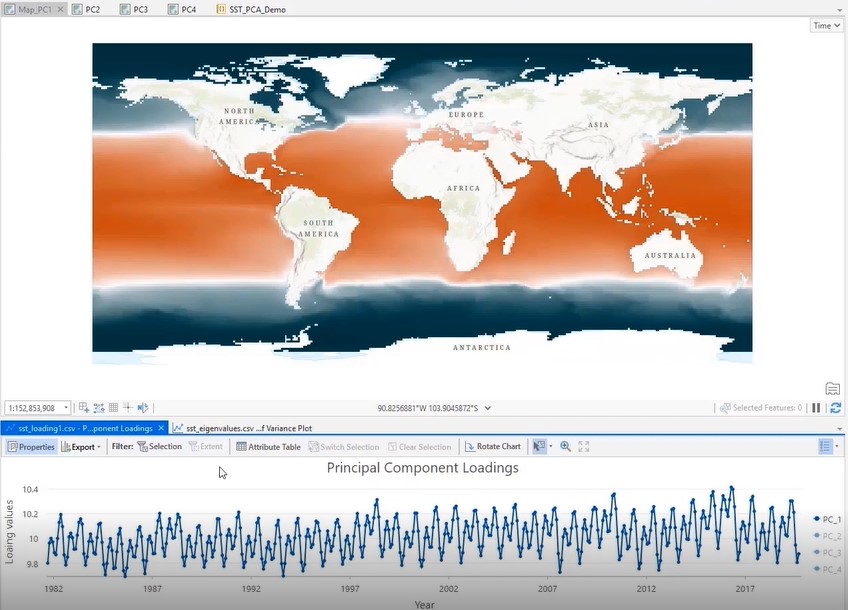 Map_PC1 PC2 PC3 PC4 SST_PCA_Demo
Time
NORTH
AMERICA
EUROPE
ASIA
AFRICA
SOUTH
AMERICA
AUSTRALIA
ANTARCTICA
1:152,853,908 90.8256881°W 103.9045872°S Selected Features: 0
sst_loading1.csv - P...ponent Loadings sst_eigenvalues.csv ...f Variance Plot
Properties Export Filter: Selection Extent Attribute Table Switch Selection Clear Selection Rotate Chart
Principal Component Loadings
Loaing values
10.4
10.2
10
9.8
PC_1
PC_2
PC_3
PC_4
1982 1987 1992 1997 2002 2007 2012 2017
Year